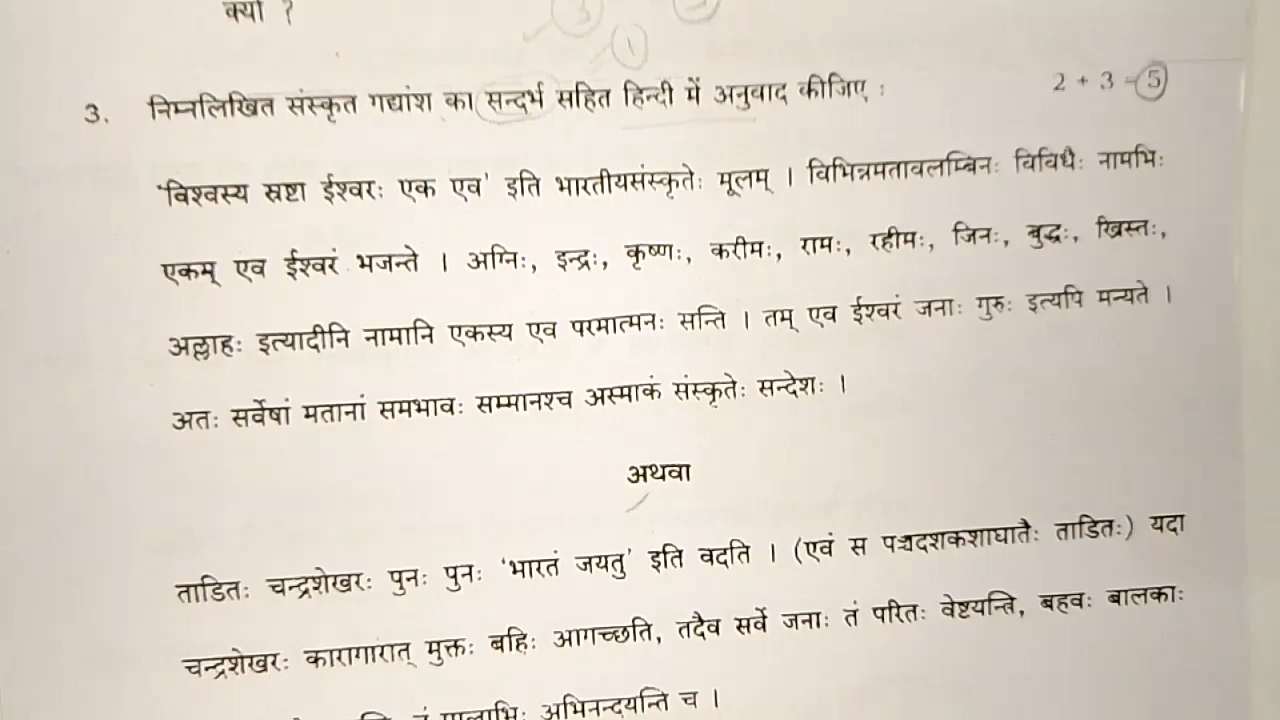 क्यों ?
3. निम्नलिखित संस्कृत गद्यांश का सन्दर्भ सहित हिन्दी में अनुवाद कीजिए : 2 + 3 = 5
1
'विश्वस्य स्रष्टा ईश्वरः एक एव' इति भारतीयसंस्कृतेः मूलम् । विभिन्नमतावलम्बिनः विविधैः नामभिः
एकम् एव ईश्वरं भजन्ते । अग्निः, इन्द्रः, कृष्णः, करीमः, रामः, रहीमः, जिनः, बुद्धः, ख्रिस्तः,
अल्लाहः इत्यादीनि नामानि एकस्य एव परमात्मनः सन्ति । तम् एव ईश्वरं जनाः गुरुः इत्यपि मन्यते ।
अतः सर्वेषां मतानां समभावः सम्मानश्च अस्माकं संस्कृतेः सन्देशः ।
अथवा
ताडितः चन्द्रशेखरः पुनः पुनः 'भारतं जयतु' इति वदति । (एवं स पञ्चदशकशाघातैः ताडितः) यदा
चन्द्रशेखरः कारागारात् मुक्तः बहिः आगच्छति, तदैव सर्वे जनाः तं परितः वेष्टयन्ति, बहवः बालकाः
अभिनन्दयन्ति च ।